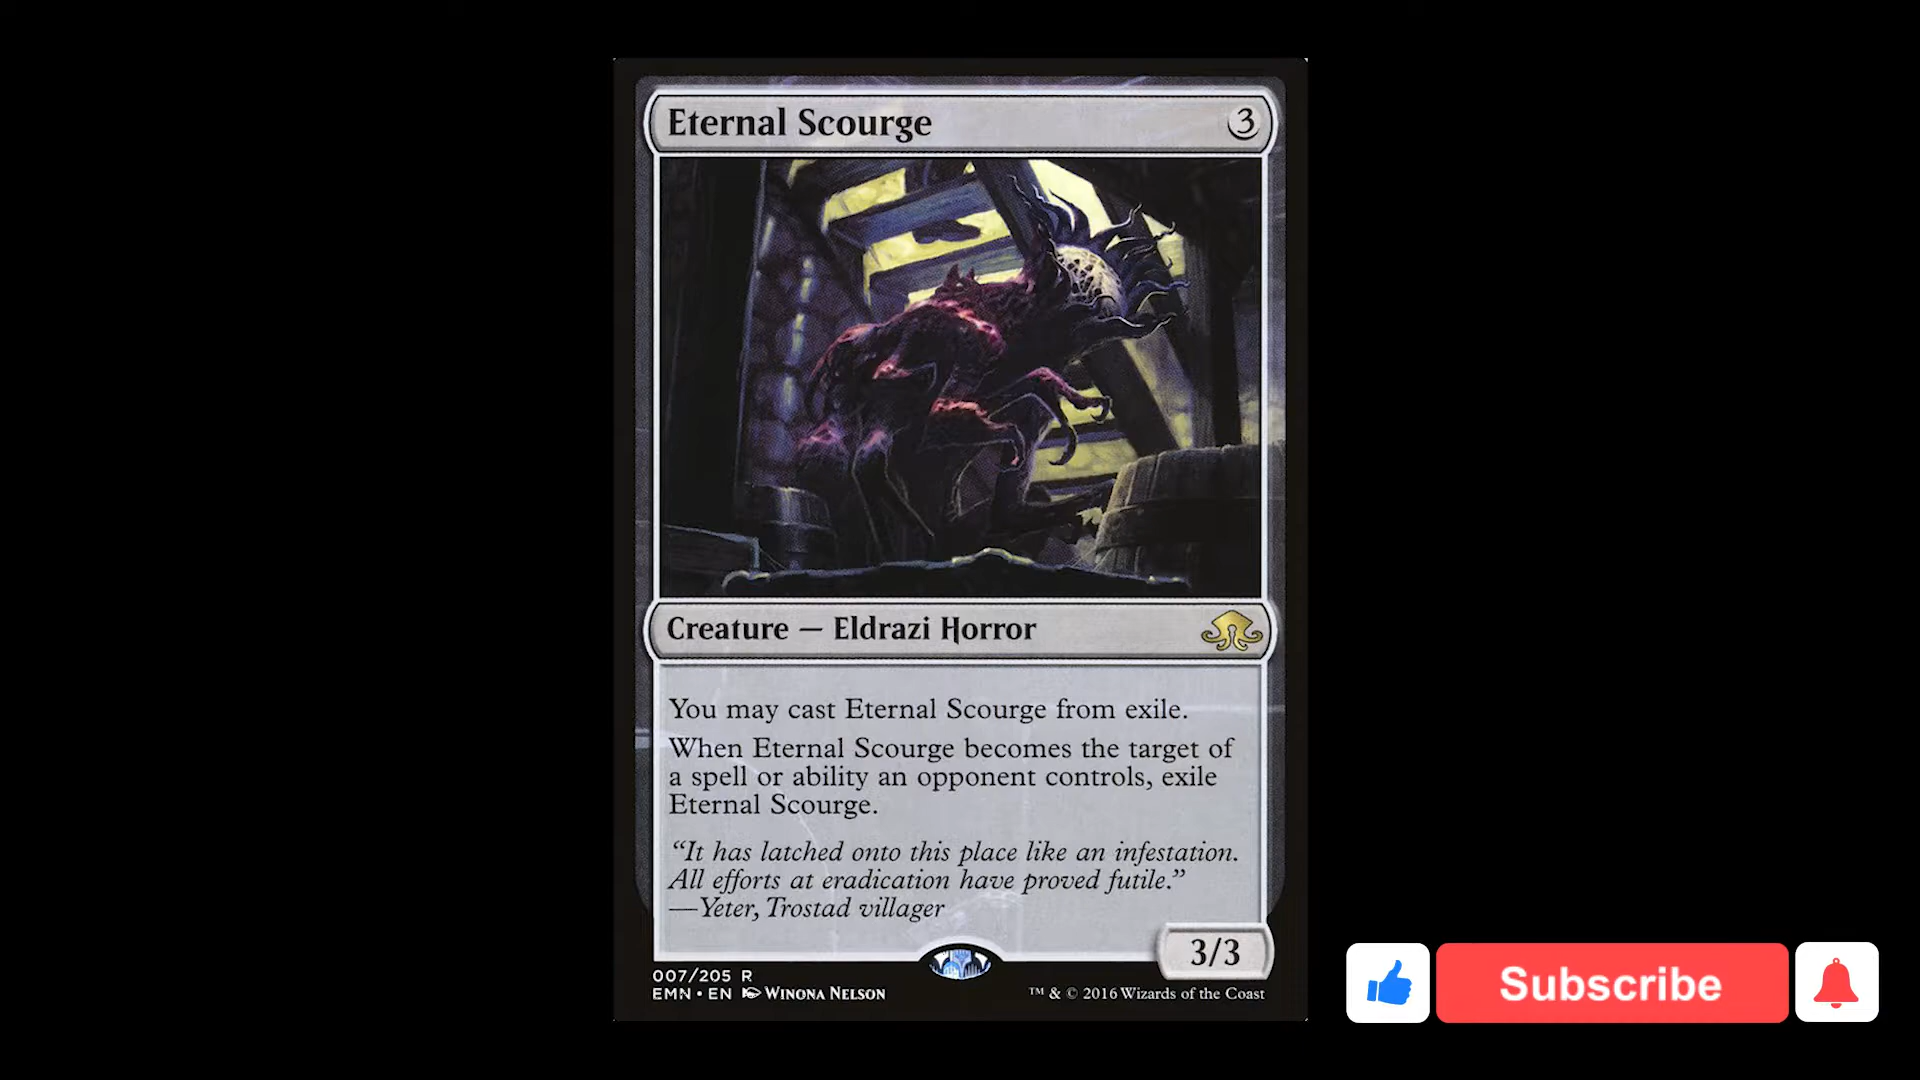 Eternal Scourge 3
Creature — Eldrazi Horror
You may cast Eternal Scourge from exile.
When Eternal Scourge becomes the target of
a spell or ability an opponent controls, exile
Eternal Scourge.
“It has latched onto this place like an infestation.
All efforts at eradication have proved futile.”
—Yeter, Trostad villager
3/3
007/205 R
EMN • EN Winona Nelson
™ & © 2016 Wizards of the Coast
Subscribe